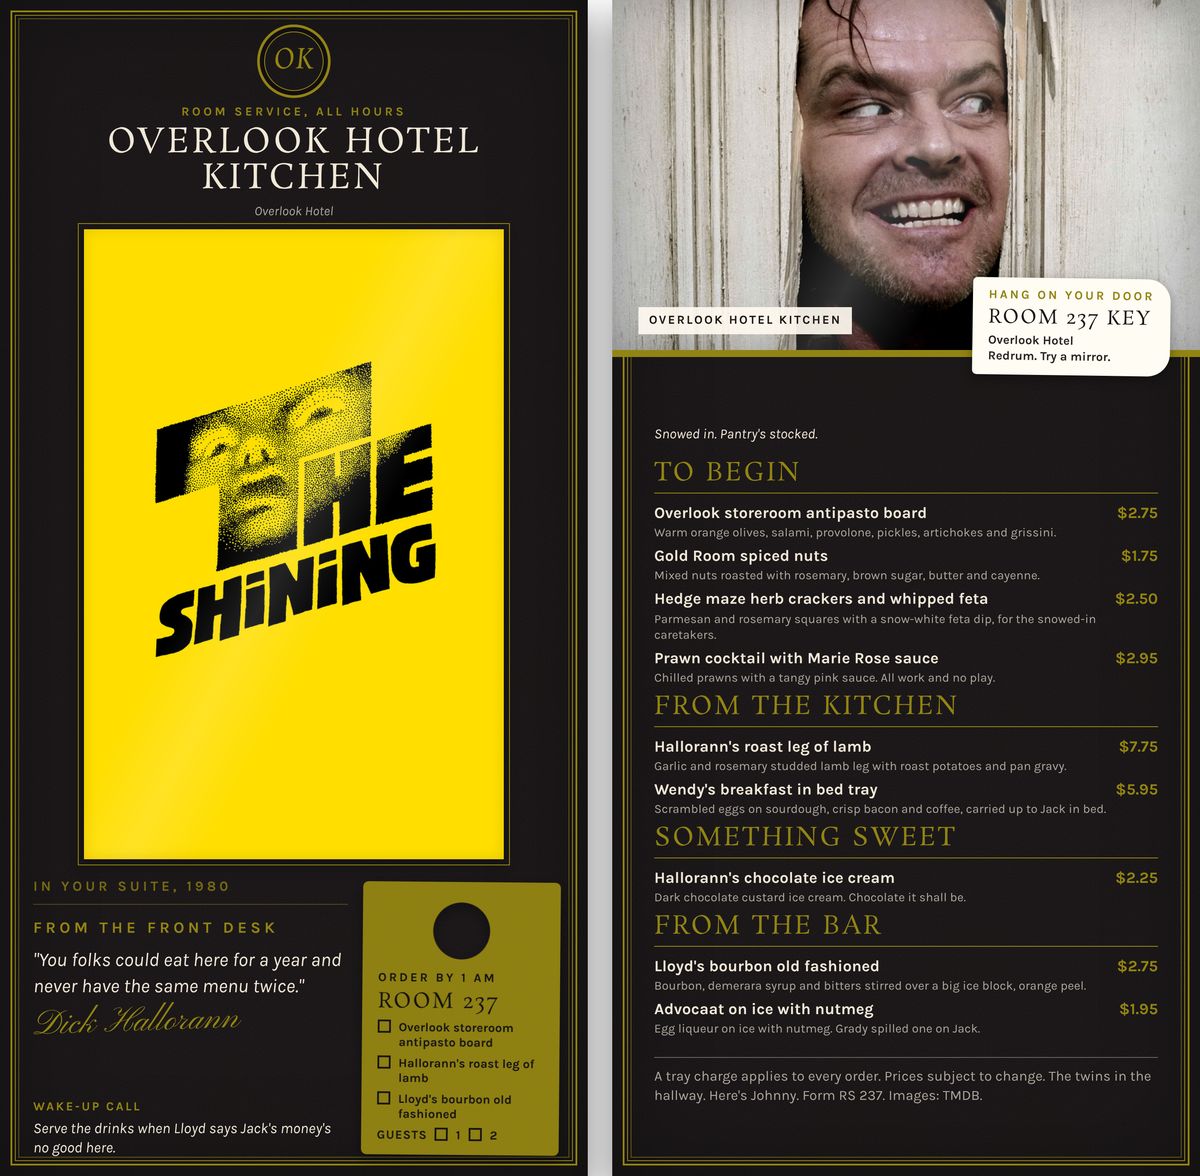 OK
ROOM SERVICE, ALL HOURS
OVERLOOK HOTEL
KITCHEN
Overlook Hotel
THE
SHiNiNG
IN YOUR SUITE, 1980
FROM THE FRONT DESK
"You folks could eat here for a year and
never have the same menu twice."
Dick Hallorann
WAKE-UP CALL
Serve the drinks when Lloyd says Jack's money's
no good here.
ORDER BY 1 AM
ROOM 237
Overlook storeroom
antipasto board
Hallorann's roast leg of
lamb
Lloyd's bourbon old
fashioned
GUESTS 1 2
OVERLOOK HOTEL KITCHEN
HANG ON YOUR DOOR
ROOM 237 KEY
Overlook Hotel
Redrum. Try a mirror.
Snowed in. Pantry's stocked.
TO BEGIN
Overlook storeroom antipasto board $2.75
Warm orange olives, salami, provolone, pickles, artichokes and grissini.
Gold Room spiced nuts $1.75
Mixed nuts roasted with rosemary, brown sugar, butter and cayenne.
Hedge maze herb crackers and whipped feta $2.50
Parmesan and rosemary squares with a snow-white feta dip, for the snowed-in
caretakers.
Prawn cocktail with Marie Rose sauce $2.95
Chilled prawns with a tangy pink sauce. All work and no play.
FROM THE KITCHEN
Hallorann's roast leg of lamb $7.75
Garlic and rosemary studded lamb leg with roast potatoes and pan gravy.
Wendy's breakfast in bed tray $5.95
Scrambled eggs on sourdough, crisp bacon and coffee, carried up to Jack in bed.
SOMETHING SWEET
Hallorann's chocolate ice cream $2.25
Dark chocolate custard ice cream. Chocolate it shall be.
FROM THE BAR
Lloyd's bourbon old fashioned $2.75
Bourbon, demerara syrup and bitters stirred over a big ice block, orange peel.
Advocaat on ice with nutmeg $1.95
Egg liqueur on ice with nutmeg. Grady spilled one on Jack.
A tray charge applies to every order. Prices subject to change. The twins in the
hallway. Here's Johnny. Form RS 237. Images: TMDB.